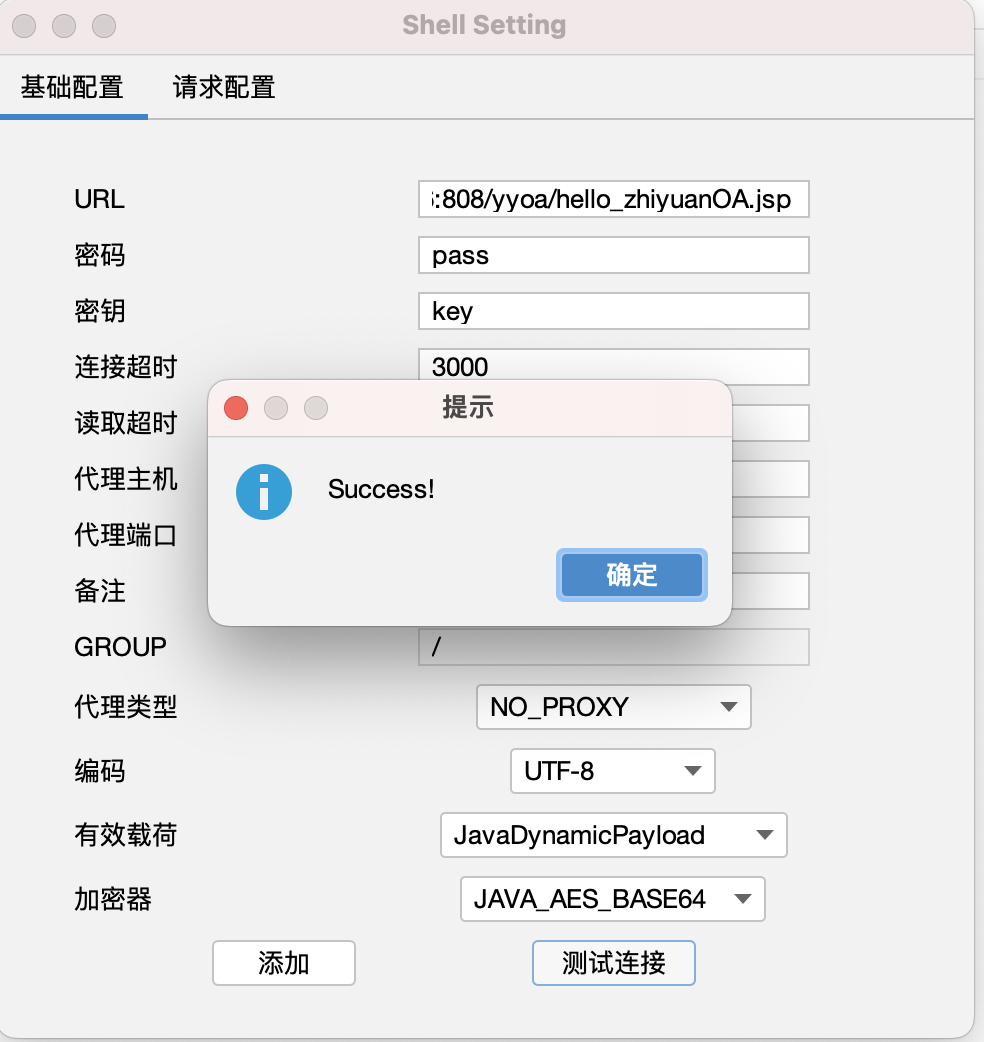 Shell Setting
基础配置 请求配置
URL :808/yyoa/hello_zhiyuanOA.jsp
密码 pass
密钥 key
连接超时 3000
提示
读取超时
代理主机
Success!
代理端口
确定
备注
GROUP /
代理类型 NO_PROXY
编码 UTF-8
有效载荷 JavaDynamicPayload
加密器 JAVA_AES_BASE64
添加 测试连接